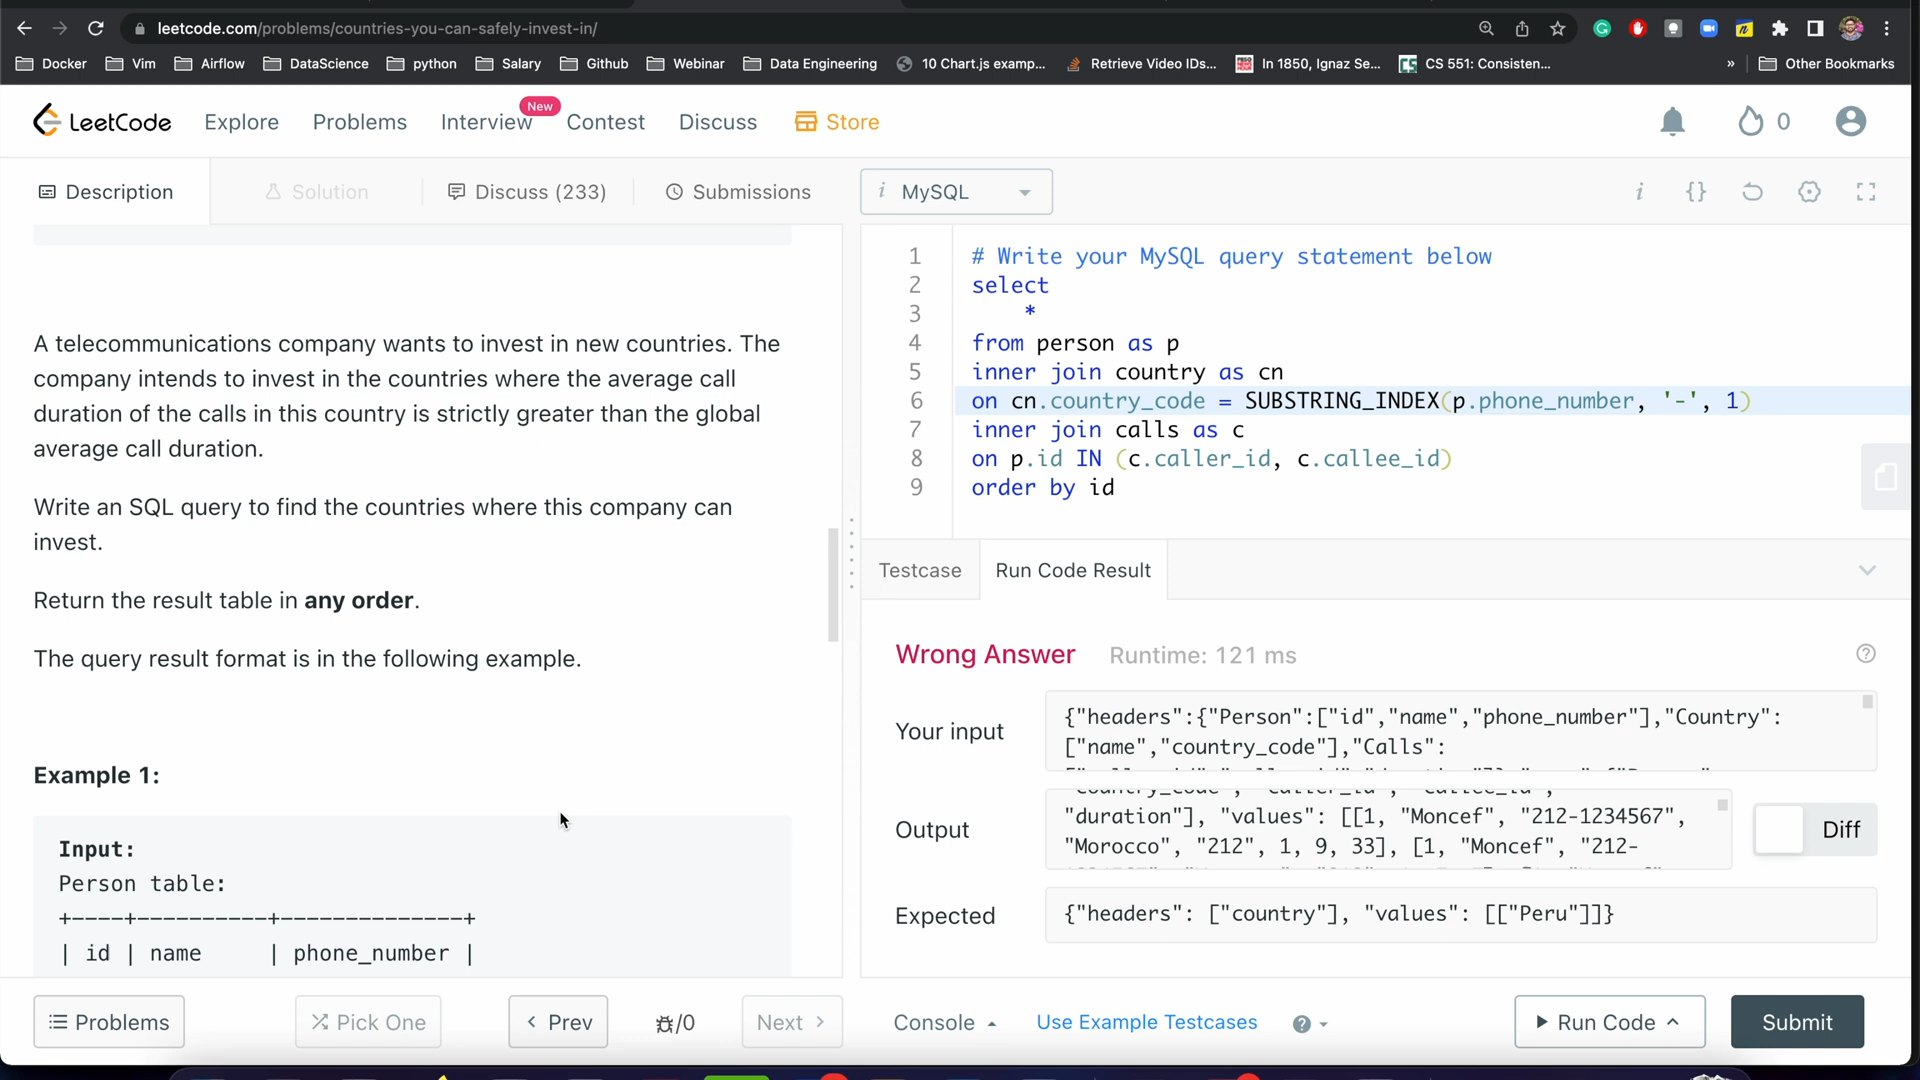 leetcode.com/problems/countries-you-can-safely-invest-in/
Docker Vim Airflow DataScience python Salary Github Webinar Data Engineering 10 Chart.js examp... Retrieve Video IDs... In 1850, Ignaz Se... CS 551: Consisten... » Other Bookmarks
LeetCode Explore Problems Interview New Contest Discuss Store 0
Description Solution Discuss (233) Submissions
i MySQL
A telecommunications company wants to invest in new countries. The
company intends to invest in the countries where the average call
duration of the calls in this country is strictly greater than the global
average call duration.
Write an SQL query to find the countries where this company can
invest.
Return the result table in any order.
The query result format is in the following example.
Example 1:
Input:
Person table:
+----+----------+--------------+
| id | name     | phone_number |
1 # Write your MySQL query statement below
2 select
3     *
4 from person as p
5 inner join country as cn
6 on cn.country_code = SUBSTRING_INDEX(p.phone_number, '-', 1)
7 inner join calls as c
8 on p.id IN (c.caller_id, c.callee_id)
9 order by id
Testcase Run Code Result
Wrong Answer Runtime: 121 ms
Your input
{"headers":{"Person":["id","name","phone_number"],"Country":
["name","country_code"],"Calls":
Output
"duration"], "values": [[1, "Moncef", "212-1234567",
"Morocco", "212", 1, 9, 33], [1, "Moncef", "212-
Diff
Expected
{"headers": ["country"], "values": [["Peru"]]}
Problems Pick One < Prev /0 Next > Console Use Example Testcases Run Code Submit